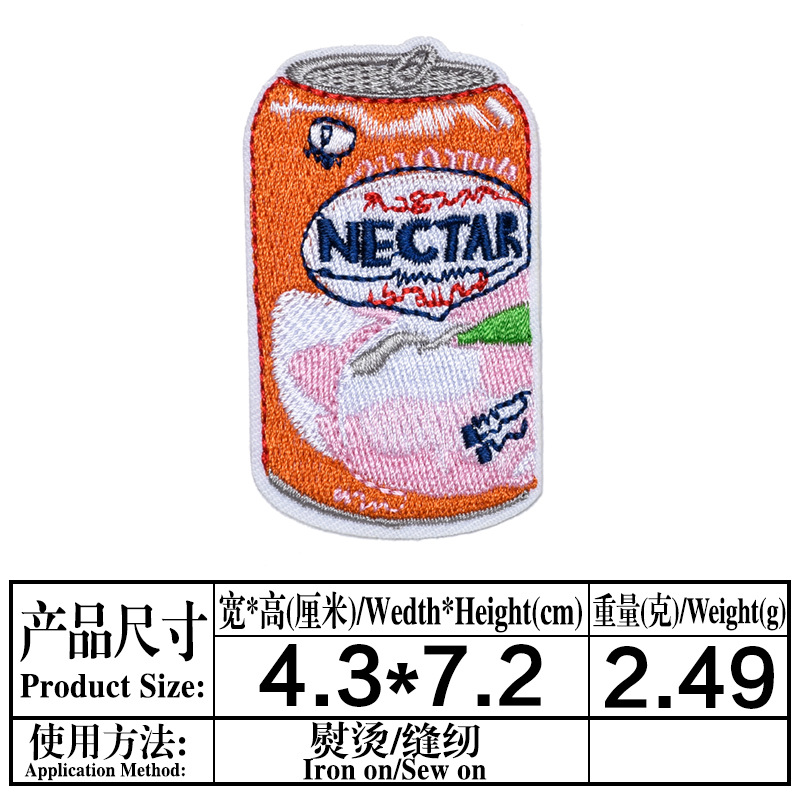 NECTAR
产品尺寸
Product Size:
宽*高(厘米)/Wedth*Height(cm)
重量(克)/Weight(g)
4.3*7.2
2.49
使用方法:
Application Method:
熨烫/缝纫
Iron on/Sew on